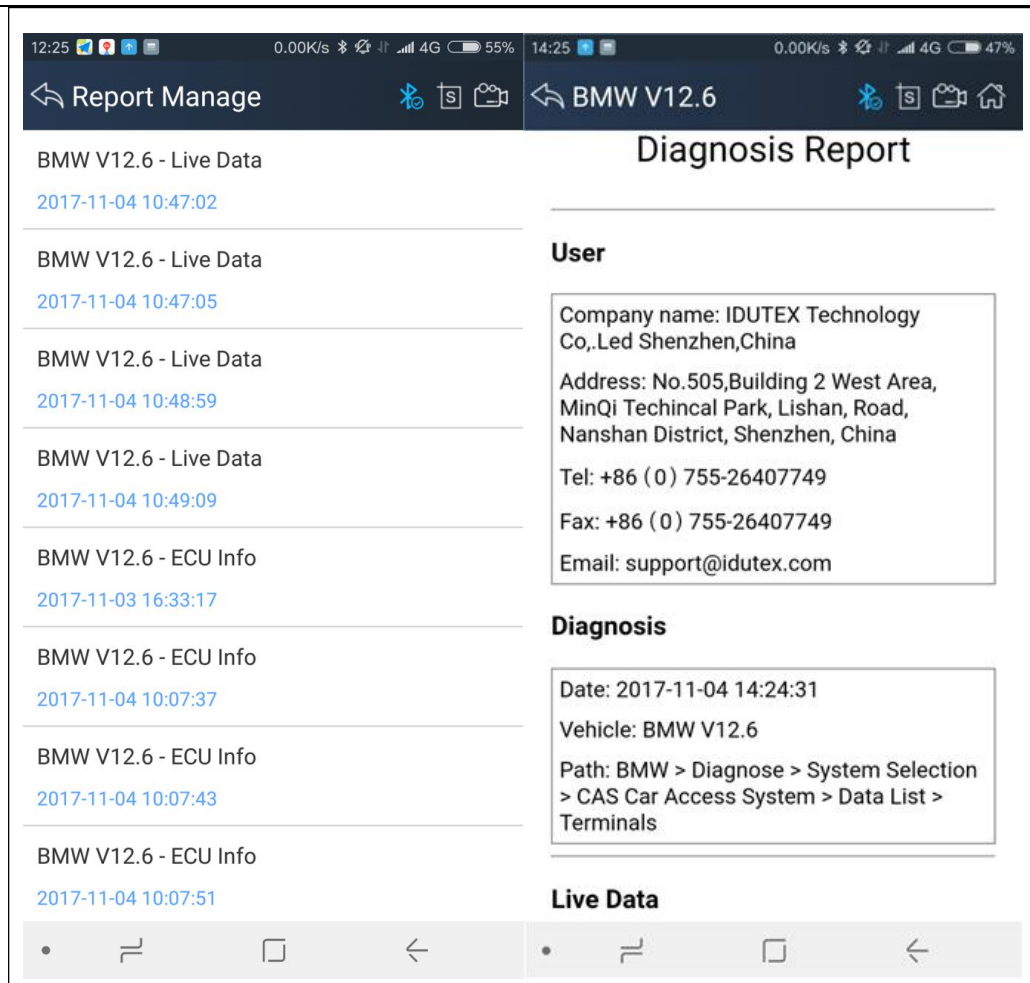 12:25 0.00K/s 4G 55%
Report Manage
BMW V12.6 - Live Data
2017-11-04 10:47:02
BMW V12.6 - Live Data
2017-11-04 10:47:05
BMW V12.6 - Live Data
2017-11-04 10:48:59
BMW V12.6 - Live Data
2017-11-04 10:49:09
BMW V12.6 - ECU Info
2017-11-03 16:33:17
BMW V12.6 - ECU Info
2017-11-04 10:07:37
BMW V12.6 - ECU Info
2017-11-04 10:07:43
BMW V12.6 - ECU Info
2017-11-04 10:07:51
14:25 0.00K/s 4G 47%
BMW V12.6
Diagnosis Report
User
Company name: IDUTEX Technology
Co,.Led Shenzhen,China
Address: No.505,Building 2 West Area,
MinQi Techincal Park, Lishan, Road,
Nanshan District, Shenzhen, China
Tel: +86 (0) 755-26407749
Fax: +86 (0) 755-26407749
Email: support@idutex.com
Diagnosis
Date: 2017-11-04 14:24:31
Vehicle: BMW V12.6
Path: BMW > Diagnose > System Selection
> CAS Car Access System > Data List >
Terminals
Live Data